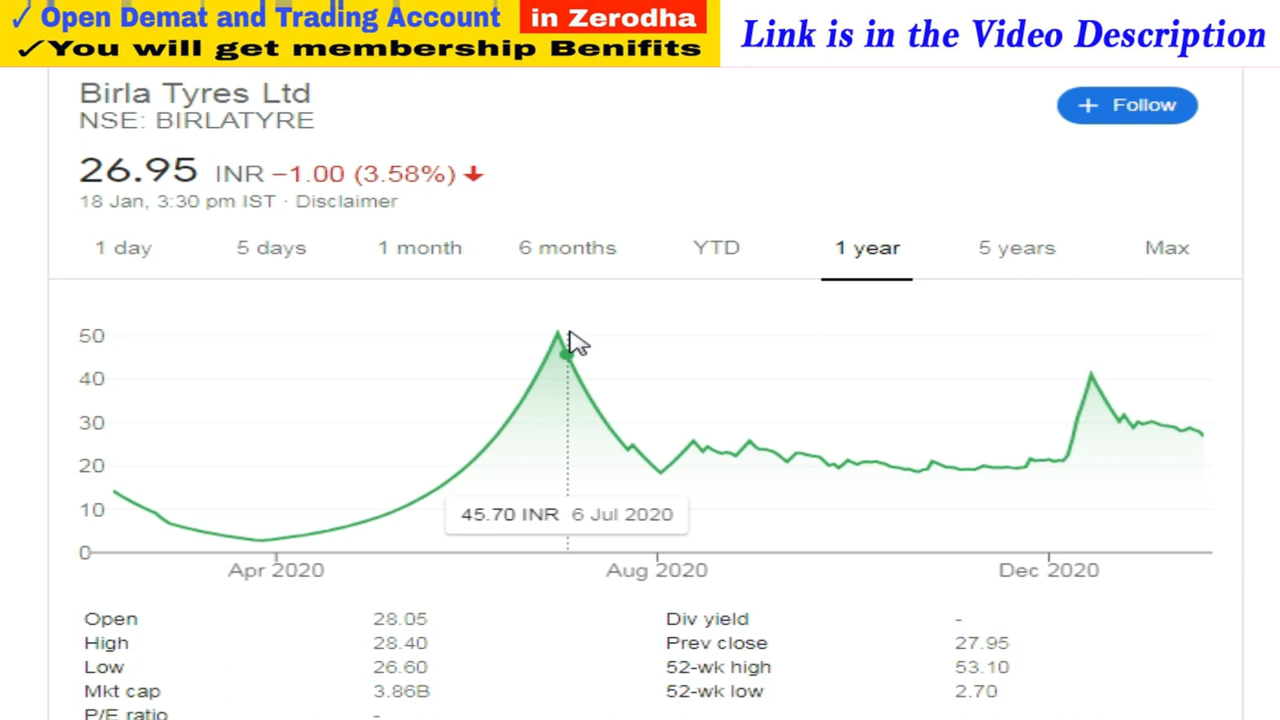 ✓ Open Demat and Trading Account in Zerodha
✓You will get membership Benifits
Link is in the Video Description
Birla Tyres Ltd
NSE: BIRLATYRE
+ Follow
26.95 INR −1.00 (3.58%) ↓
18 Jan, 3:30 pm IST · Disclaimer
1 day 5 days 1 month 6 months YTD 1 year 5 years Max
50
40
30
20
10
0
45.70 INR 6 Jul 2020
Apr 2020 Aug 2020 Dec 2020
Open 28.05 Div yield -
High 28.40 Prev close 27.95
Low 26.60 52-wk high 53.10
Mkt cap 3.86B 52-wk low 2.70
P/E ratio -